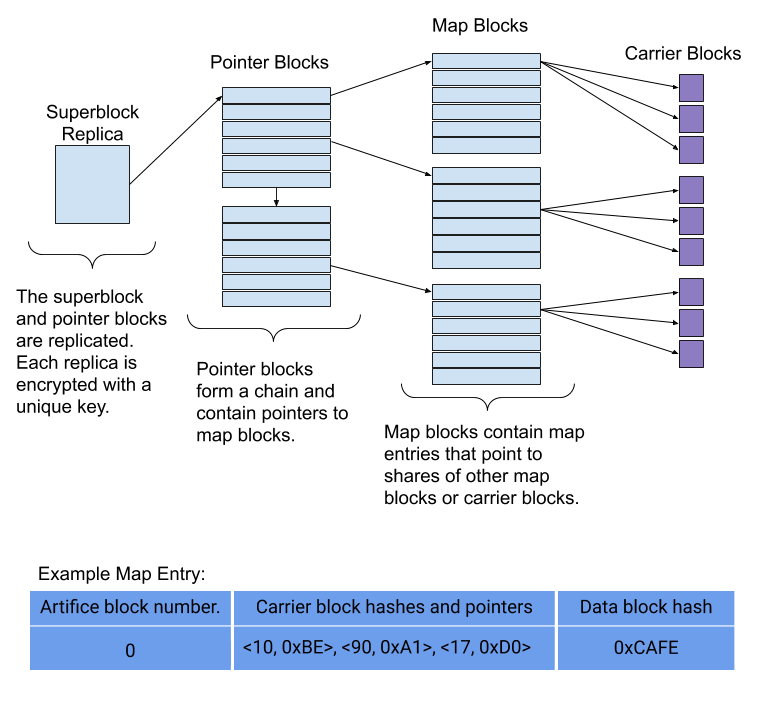 Map Blocks
Pointer Blocks
Carrier Blocks
Superblock
Replica
The superblock
and pointer blocks
are replicated.
Each replica is
encrypted with a
unique key.
Pointer blocks
form a chain and
contain pointers to
map blocks.
Map blocks contain map
entries that point to
shares of other map
blocks or carrier blocks.
Example Map Entry:
Artifice block number. Carrier block hashes and pointers Data block hash
0 <10, 0xBE>, <90, 0xA1>, <17, 0xD0> 0xCAFE